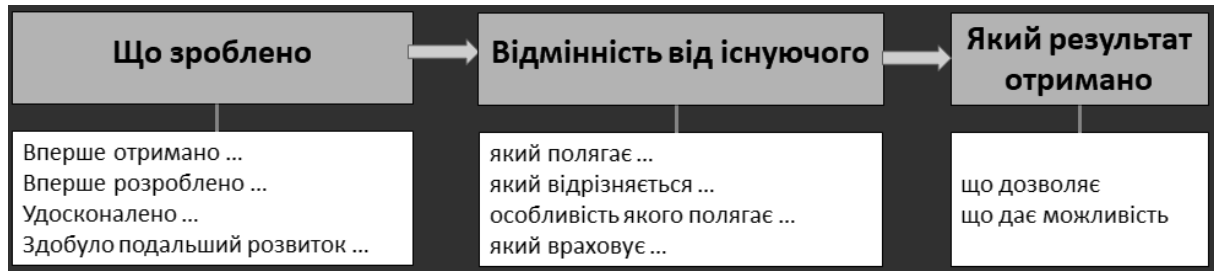 Що зроблено
Вперше отримано ...
Вперше розроблено ...
Удосконалено ...
Здобуло подальший розвиток ...
Відмінність від існуючого
який полягає ...
який відрізняється ...
особливість якого полягає ...
який враховує ...
Який результат
отримано
що дозволяє
що дає можливість